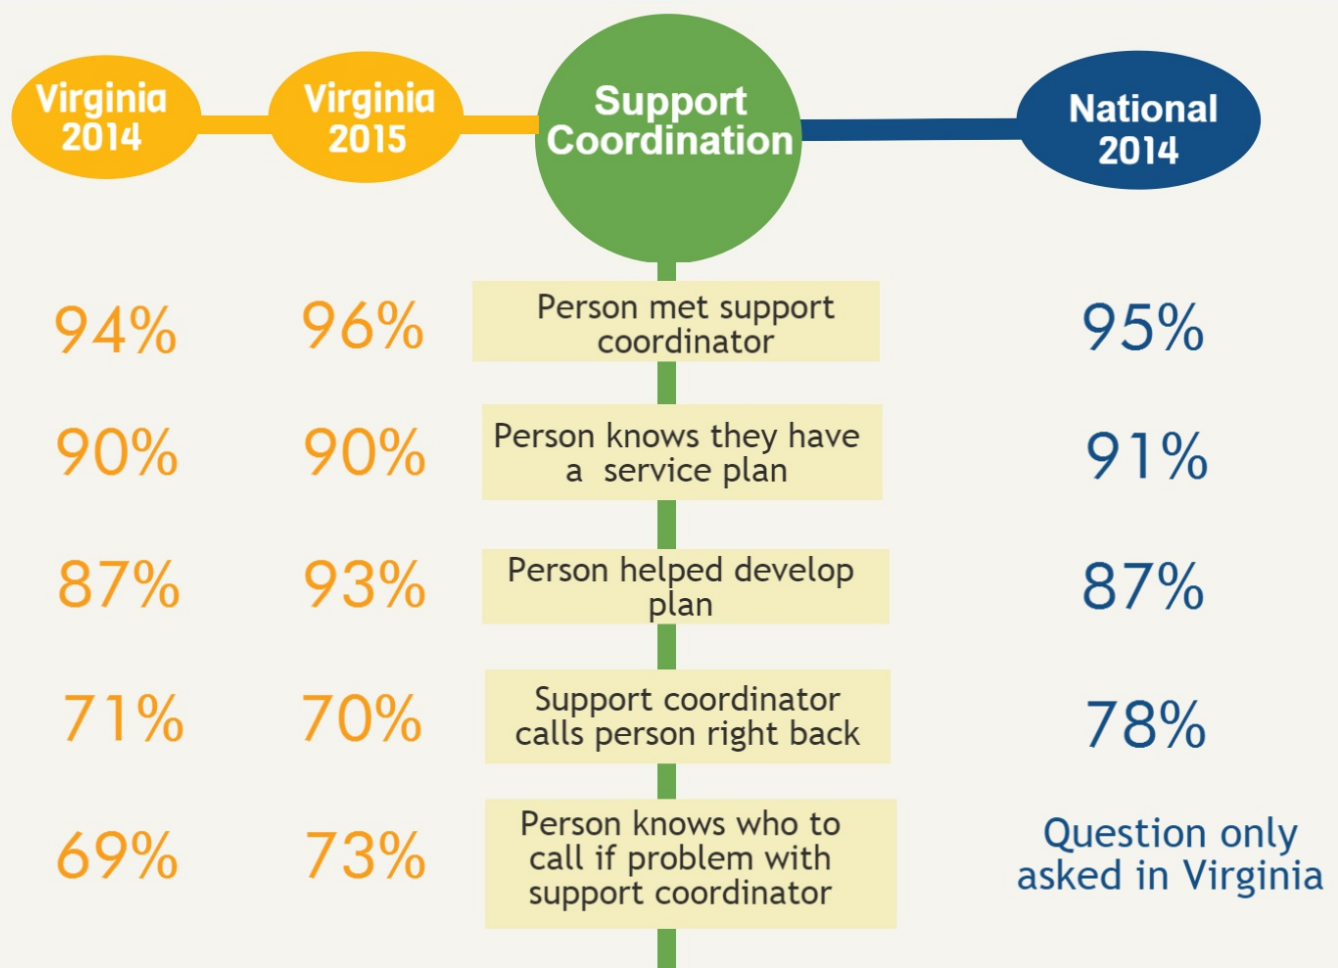 Virginia
2014
Virginia
2015
Support
Coordination
National
2014
94%
96%
Person met support
coordinator
95%
90%
90%
Person knows they have
a service plan
91%
87%
93%
Person helped develop
plan
87%
71%
70%
Support coordinator
calls person right back
78%
69%
73%
Person knows who to
call if problem with
support coordinator
Question only
asked in Virginia